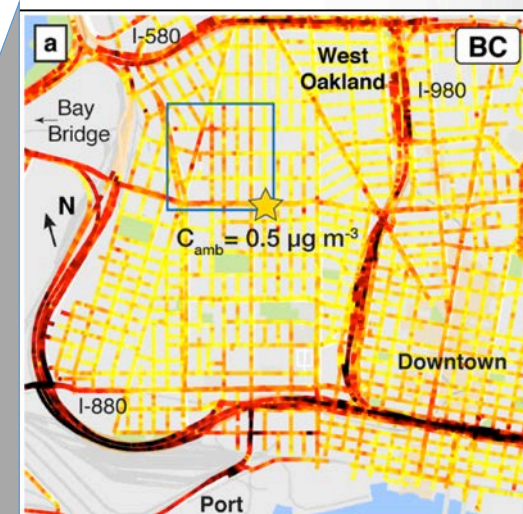 a
I-580
West
Oakland
BC
I-980
Bay
Bridge
N
C_amb = 0.5 µg m⁻³
Downtown
I-880
Port